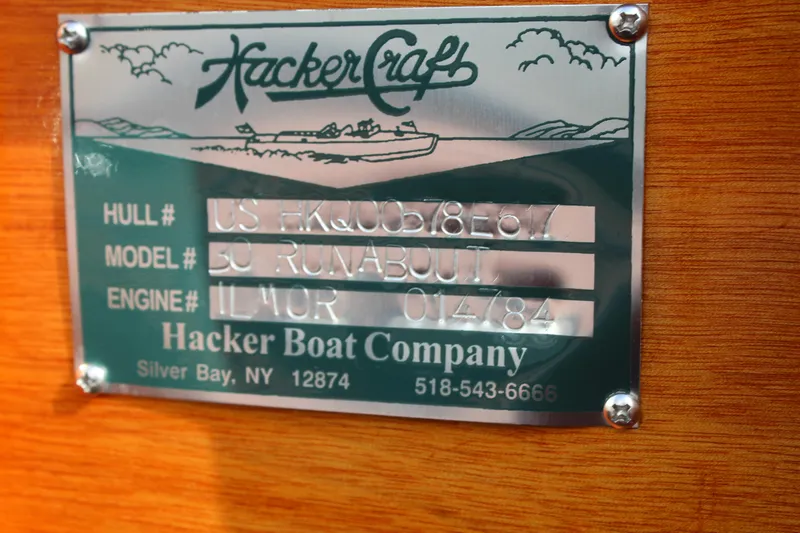 HackerCraft
HULL # US HKQ00578E617
MODEL # 30 RUNABOUT
ENGINE# ILMOR 014784
Hacker Boat Company
Silver Bay, NY 12874 518-543-6666